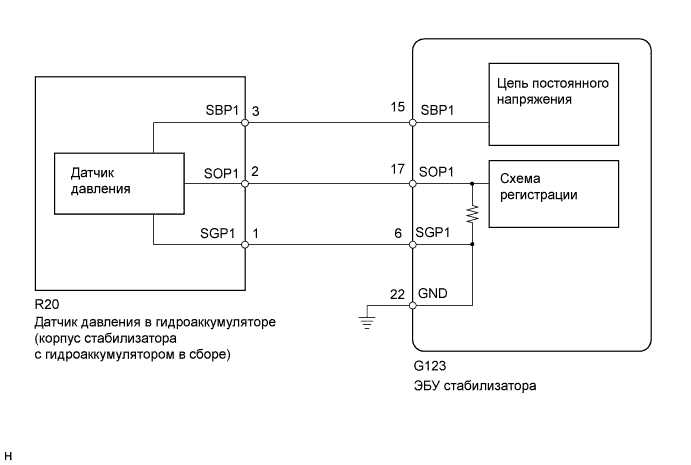 Цепь постоянного
напряжения
SBP1 3 15 SBP1
Датчик
давления
SOP1 2 17 SOP1
Схема
регистрации
SGP1 1 6 SGP1
22 GND
R20
Датчик давления в гидроаккумуляторе
(корпус стабилизатора
с гидроаккумулятором в сборе)
G123
ЭБУ стабилизатора
H